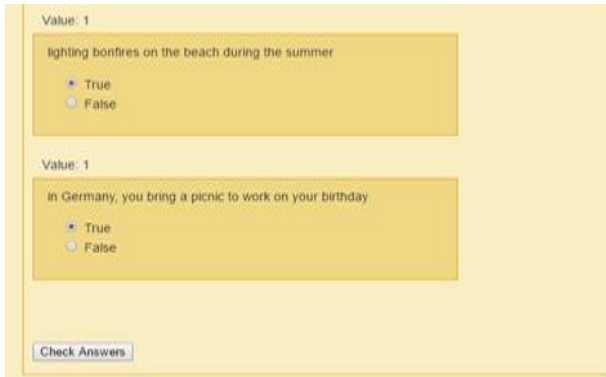 Value: 1
lighting bonfires on the beach during the summer
True
False
Value: 1
in Germany, you bring a picnic to work on your birthday
True
False
Check Answers